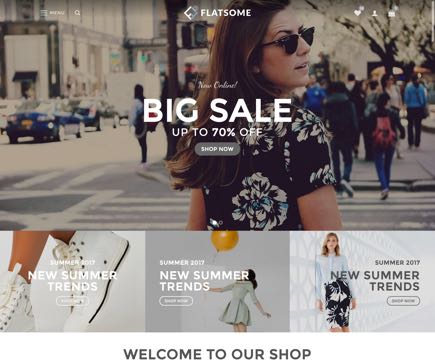 MENU
FLATSOME
Now Online!
BIG SALE
UP TO 70% OFF
SHOP NOW
SUMMER 2017
NEW SUMMER
TRENDS
SHOP NOW
SUMMER 2017
NEW SUMMER
TRENDS
SHOP NOW
SUMMER 2017
NEW SUMMER
TRENDS
SHOP NOW
WELCOME TO OUR SHOP